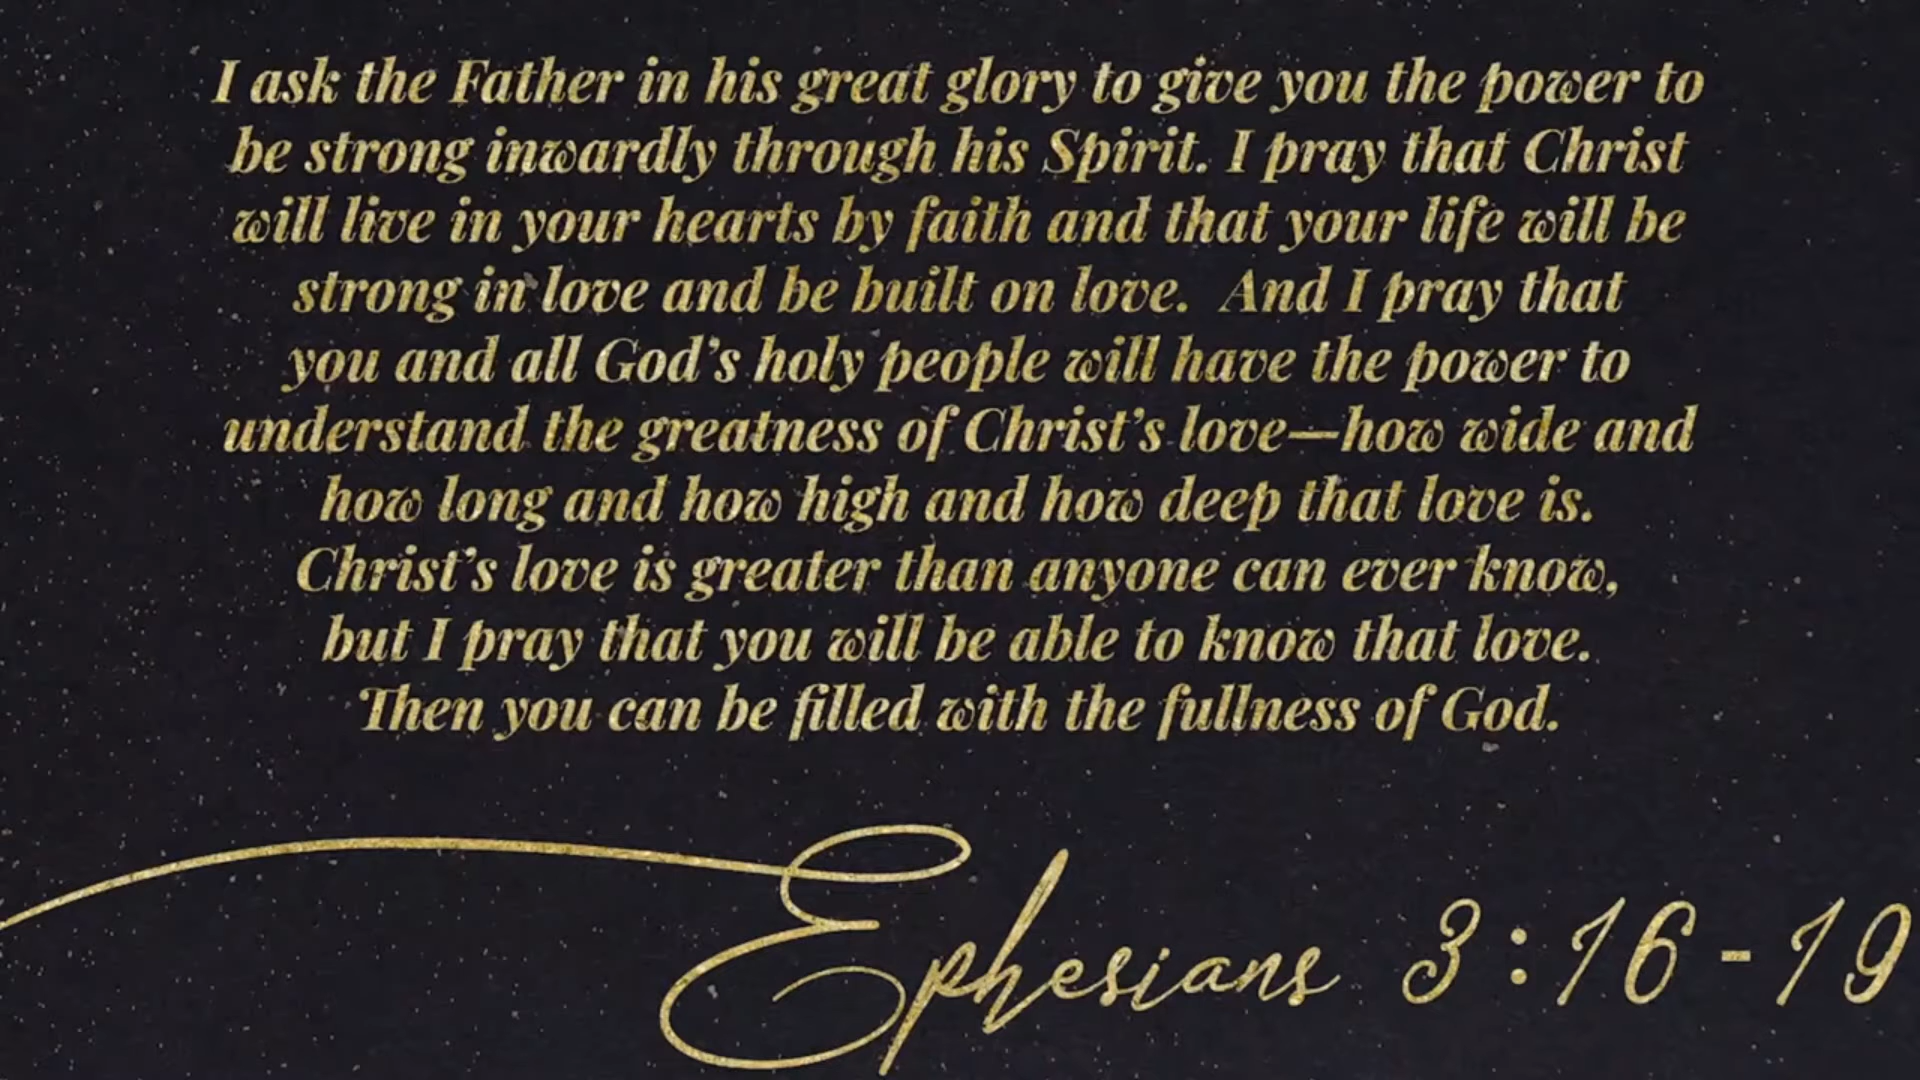 I ask the Father in his great glory to give you the power to
be strong inwardly through his Spirit. I pray that Christ
will live in your hearts by faith and that your life will be
strong in love and be built on love. And I pray that
you and all God’s holy people will have the power to
understand the greatness of Christ’s love—how wide and
how long and how high and how deep that love is.
Christ’s love is greater than anyone can ever know,
but I pray that you will be able to know that love.
Then you can be filled with the fullness of God.
Ephesians 3:16-19